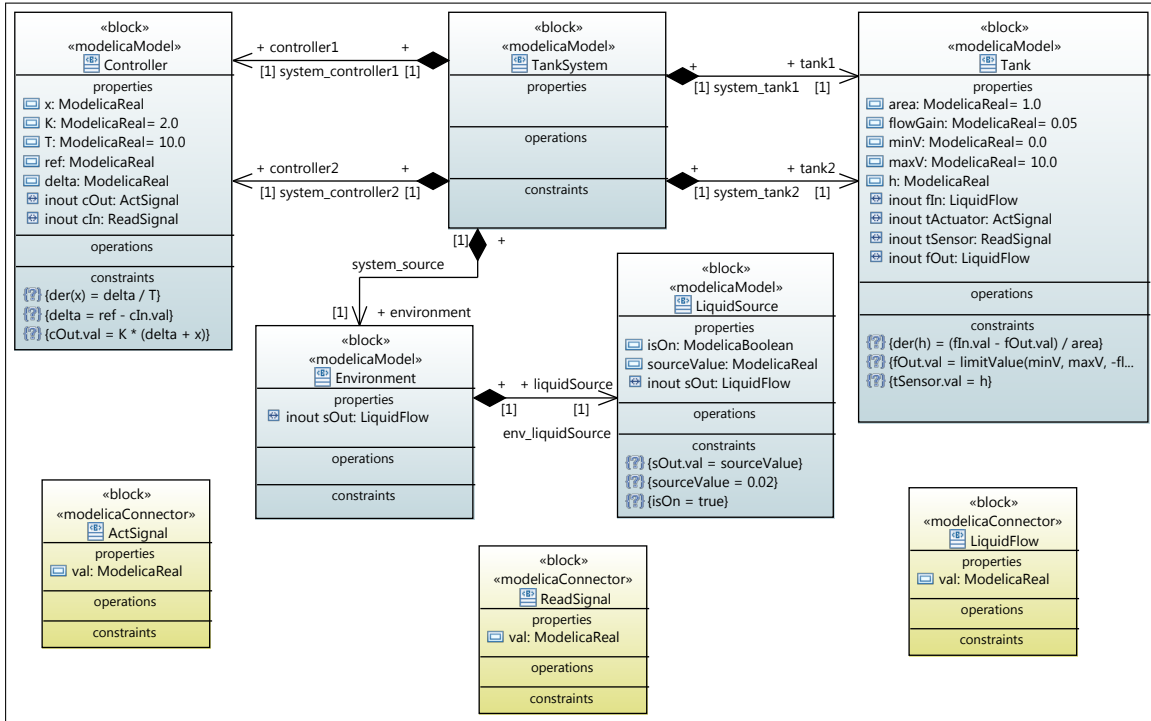 «block»
«modelicaModel»
Controller
properties
x: ModelicaReal
K: ModelicaReal= 2.0
T: ModelicaReal= 10.0
ref: ModelicaReal
delta: ModelicaReal
inout cOut: ActSignal
inout cIn: ReadSignal
operations
constraints
{der(x) = delta / T}
{delta = ref - cIn.val}
{cOut.val = K * (delta + x)}
+ controller1
+
[1] system_controller1 [1]
+ controller2
+
[1] system_controller2 [1]
«block»
«modelicaModel»
TankSystem
properties
operations
constraints
+
+ tank1
[1] system_tank1 [1]
+
+ tank2
[1] system_tank2 [1]
«block»
«modelicaModel»
Tank
properties
area: ModelicaReal= 1.0
flowGain: ModelicaReal= 0.05
minV: ModelicaReal= 0.0
maxV: ModelicaReal= 10.0
h: ModelicaReal
inout fIn: LiquidFlow
inout tActuator: ActSignal
inout tSensor: ReadSignal
inout fOut: LiquidFlow
operations
constraints
{der(h) = (fIn.val - fOut.val) / area}
{fOut.val = limitValue(minV, maxV, -fl...
{tSensor.val = h}
[1] +
system_source
[1] + environment
«block»
«modelicaModel»
Environment
properties
inout sOut: LiquidFlow
operations
constraints
+ + liquidSource
[1] [1]
env_liquidSource
«block»
«modelicaModel»
LiquidSource
properties
isOn: ModelicaBoolean
sourceValue: ModelicaReal
inout sOut: LiquidFlow
operations
constraints
{sOut.val = sourceValue}
{sourceValue = 0.02}
{isOn = true}
«block»
«modelicaConnector»
ActSignal
properties
val: ModelicaReal
operations
constraints
«block»
«modelicaConnector»
ReadSignal
properties
val: ModelicaReal
operations
constraints
«block»
«modelicaConnector»
LiquidFlow
properties
val: ModelicaReal
operations
constraints